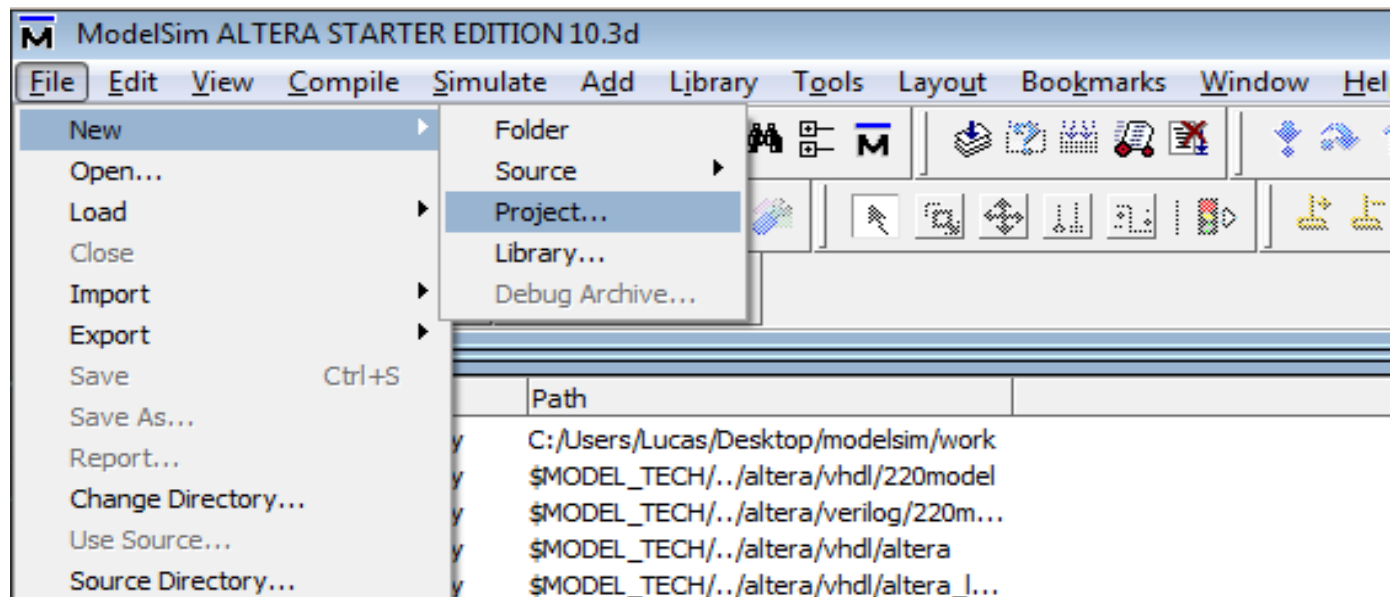 ModelSim ALTERA STARTER EDITION 10.3d
File Edit View Compile Simulate Add Library Tools Layout Bookmarks Window Hel
New
Open...
Load
Close
Import
Export
Save Ctrl+S
Save As...
Report...
Change Directory...
Use Source...
Source Directory...
Folder
Source
Project...
Library...
Debug Archive...
Path
y C:/Users/Lucas/Desktop/modelsim/work
y $MODEL_TECH/../altera/vhdl/220model
y $MODEL_TECH/../altera/verilog/220m...
y $MODEL_TECH/../altera/vhdl/altera
y $MODEL_TECH/../altera/vhdl/altera_l...